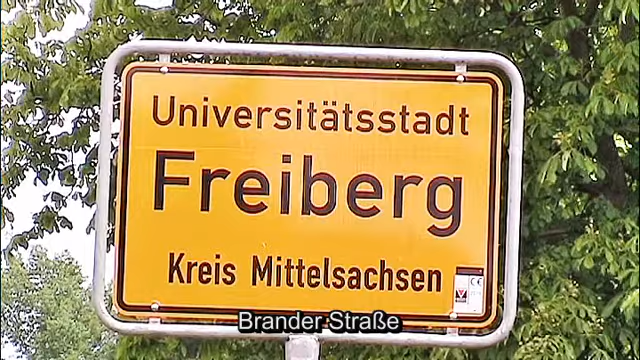 Universitätsstadt
Freiberg
Kreis Mittelsachsen
Brander Straße